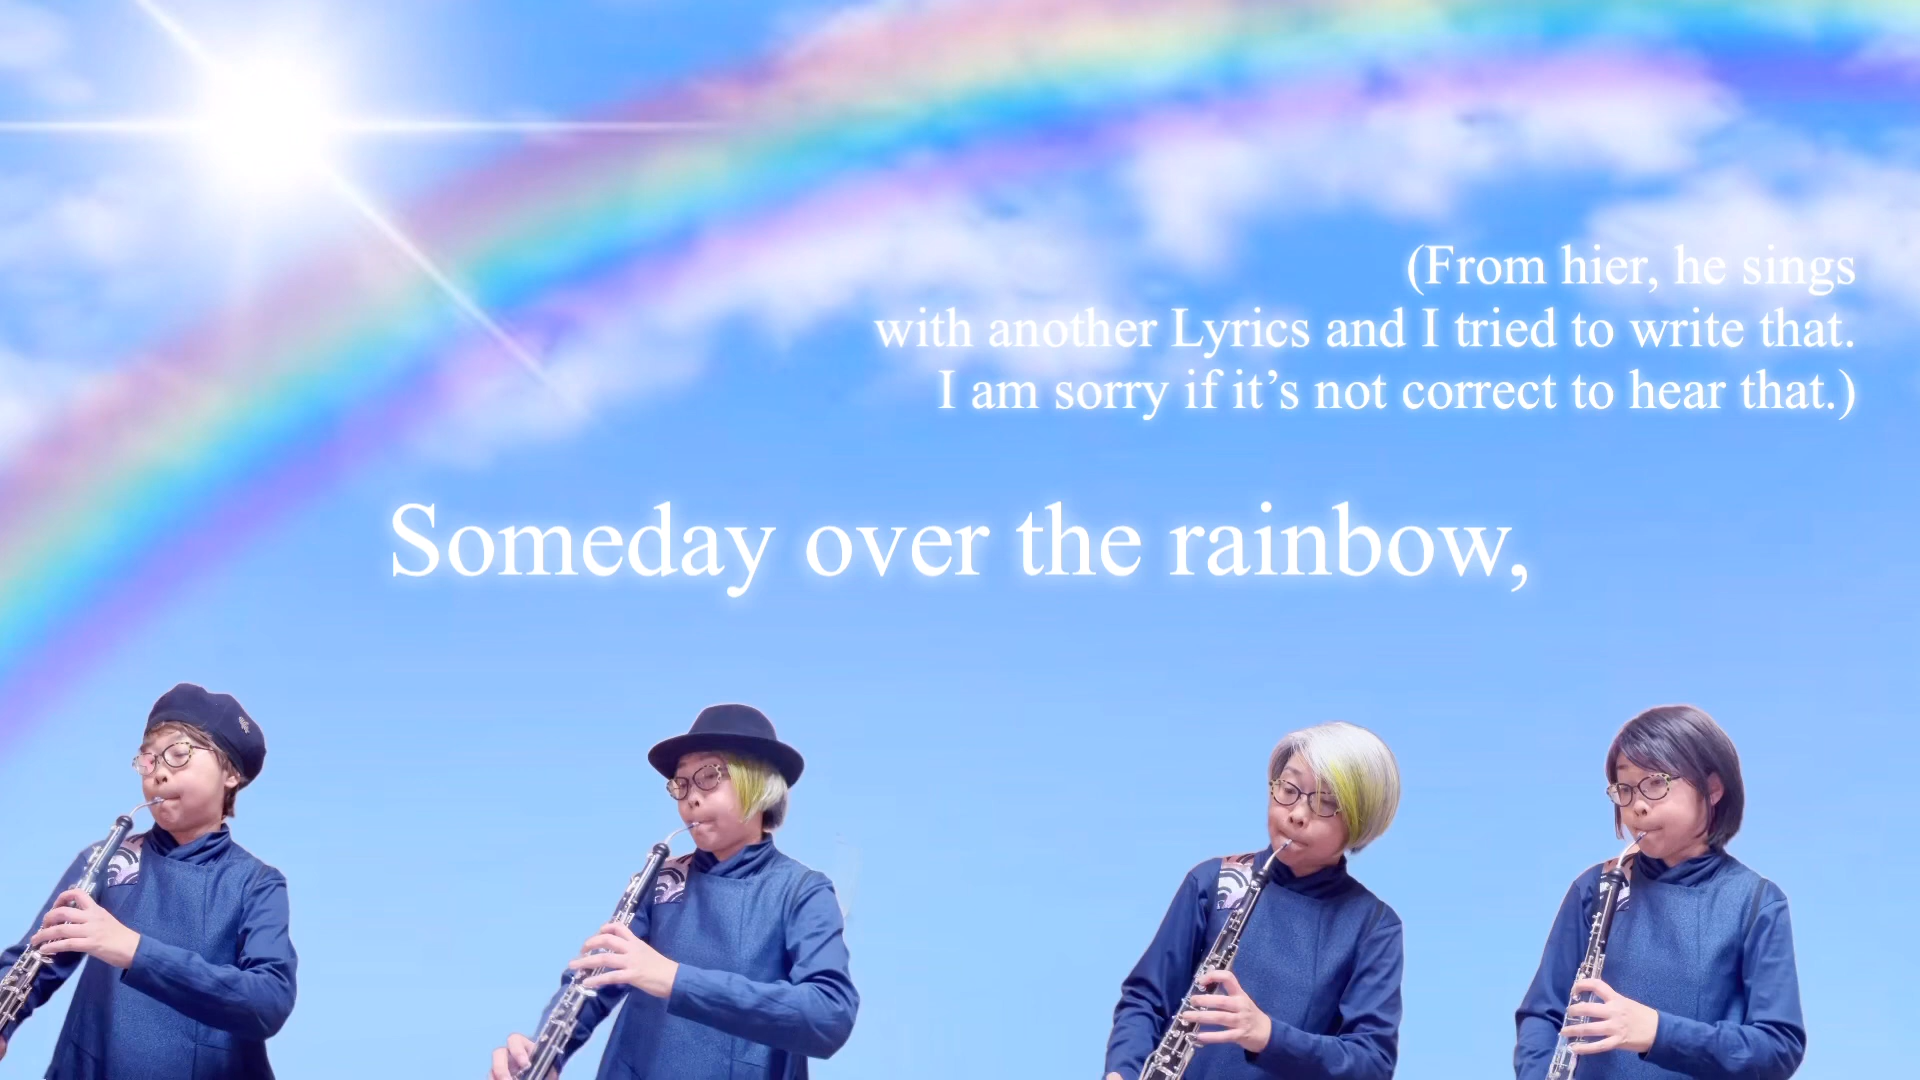 (From hier, he sings
with another Lyrics and I tried to write that.
I am sorry if it’s not correct to hear that.)
Someday over the rainbow,